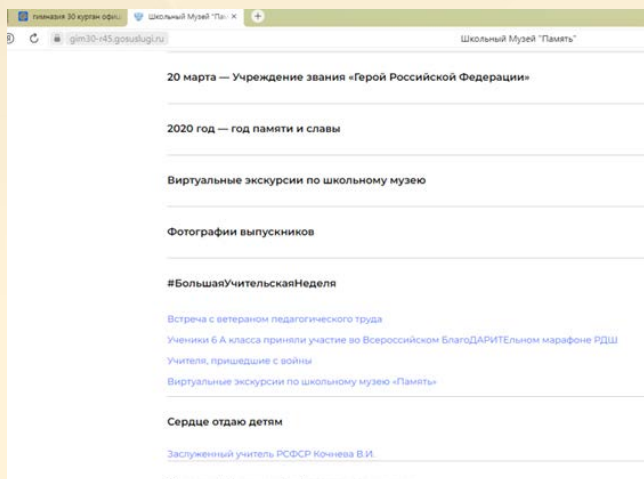 гимназия 30 курган офиц
Школьный Музей "Па
gim30-r45.gosuslugi.ru
Школьный Музей "Память"
20 марта — Учреждение звания «Герой Российской Федерации»
2020 год — год памяти и славы
Виртуальные экскурсии по школьному музею
Фотографии выпускников
#БольшаяУчительскаяНеделя
Встреча с ветераном педагогического труда
Ученики 6 А класса приняли участие во Всероссийском БлагоДАРИТЕльном марафоне РДШ
Учителя, пришедшие с войны
Виртуальные экскурсии по школьному музею «Память»
Сердце отдаю детям
Заслуженный учитель РСФСР Кочнева В.И.